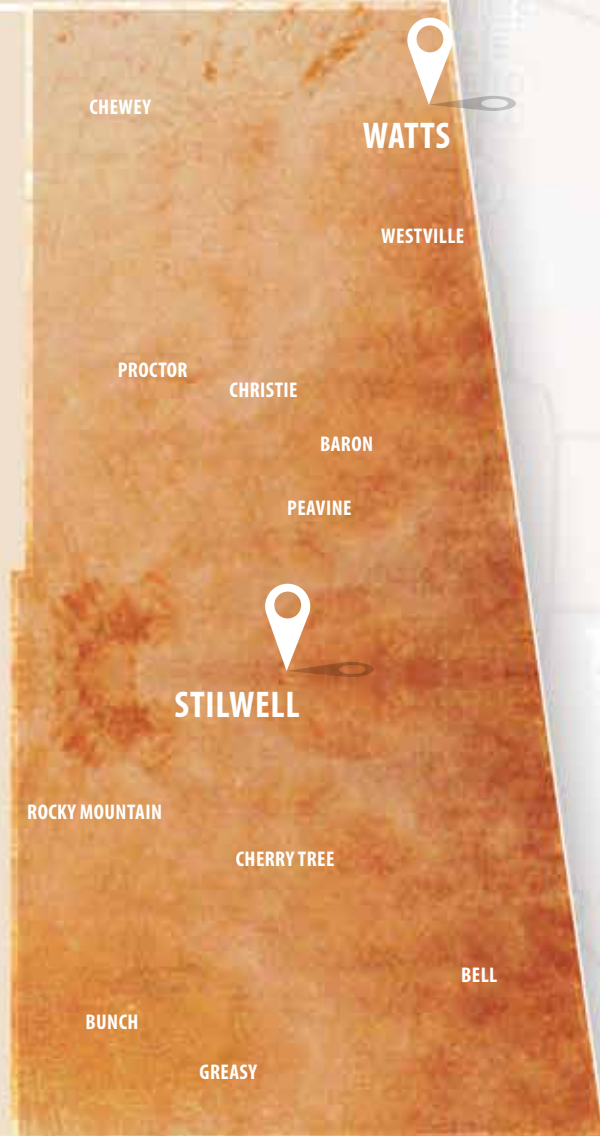 CHEWEY
WATTS
WESTVILLE
PROCTOR
CHRISTIE
BARON
PEAVINE
STILWELL
ROCKY MOUNTAIN
CHERRY TREE
BELL
BUNCH
GREASY